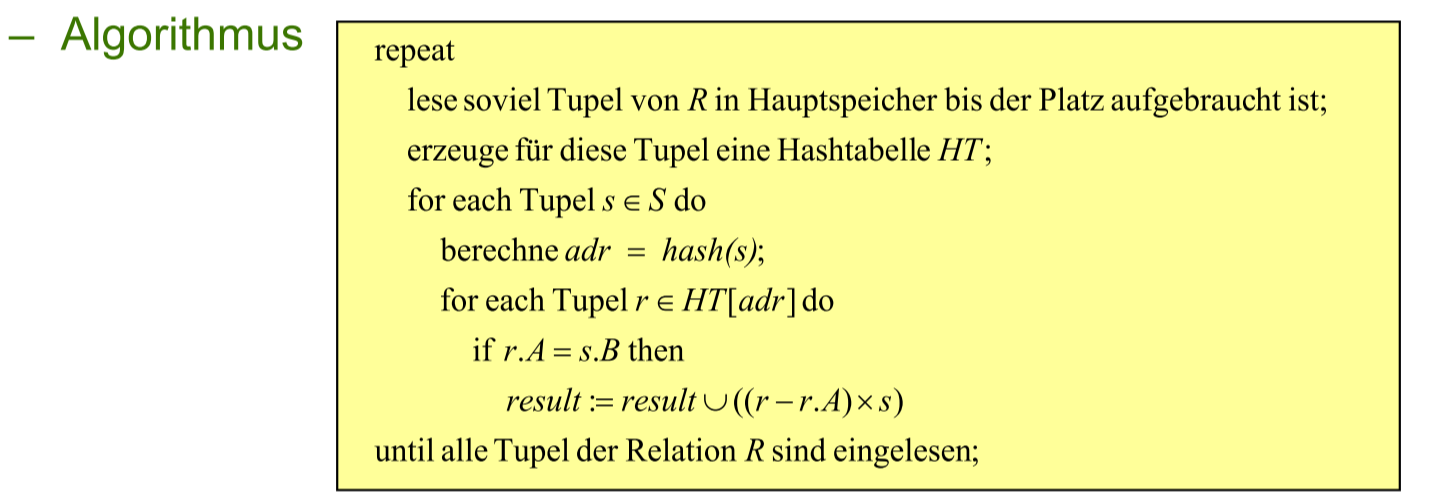 – Algorithmus
repeat
lese soviel Tupel von R in Hauptspeicher bis der Platz aufgebraucht ist;
erzeuge für diese Tupel eine Hashtabelle HT;
for each Tupel s ∈ S do
berechne adr = hash(s);
for each Tupel r ∈ HT[adr] do
if r.A = s.B then
result := result ∪ ((r − r.A) × s)
until alle Tupel der Relation R sind eingelesen;